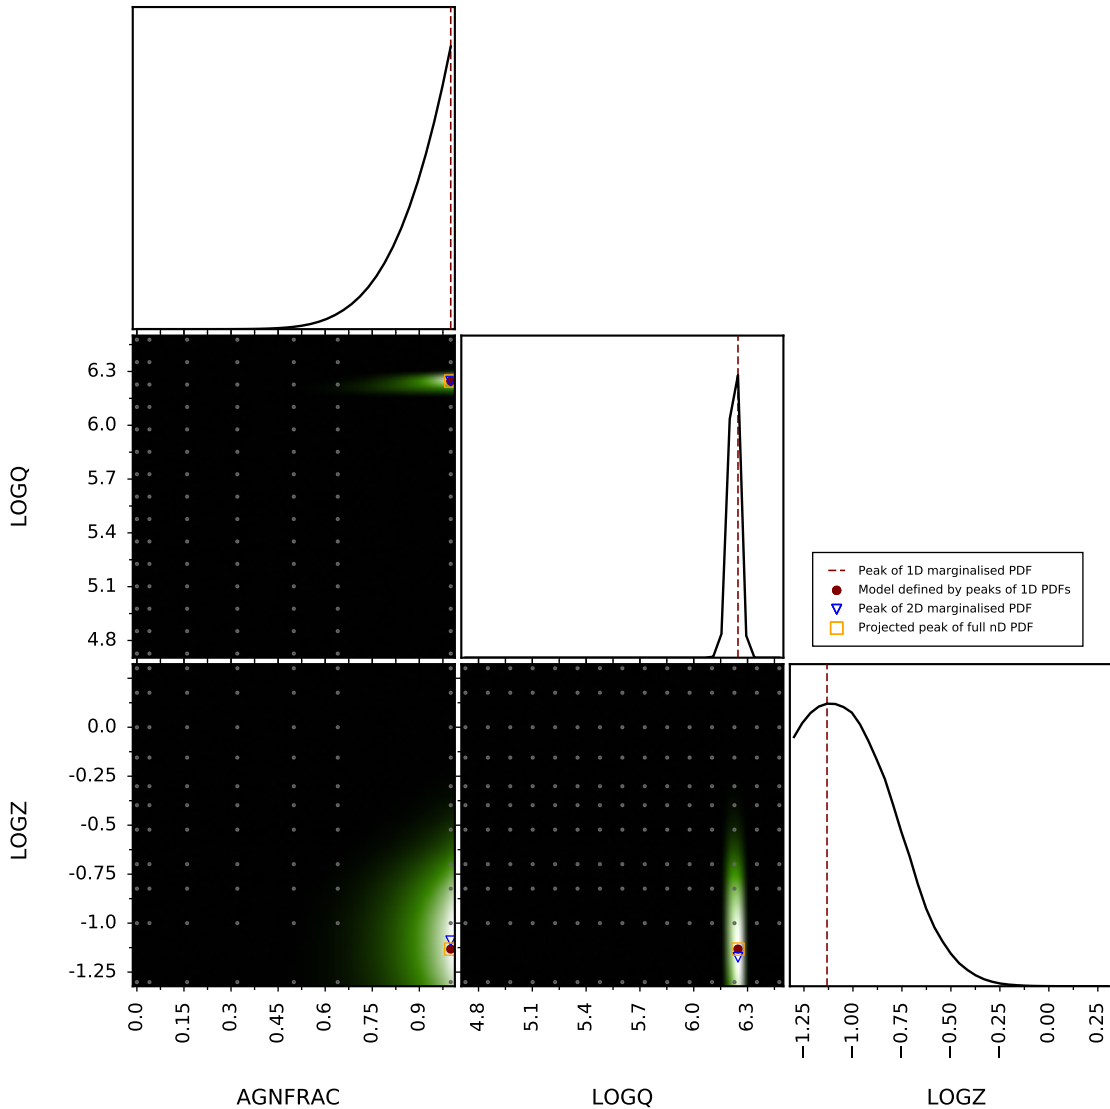 6.3
6.0
5.7
5.4
5.1
4.8
LOGQ
Peak of 1D marginalised PDF
Model defined by peaks of 1D PDFs
Peak of 2D marginalised PDF
Projected peak of full nD PDF
0.0
-0.25
-0.5
-0.75
-1.0
-1.25
LOGZ
0.0 0.15 0.3 0.45 0.6 0.75 0.9
4.8 5.1 5.4 5.7 6.0 6.3
−1.25 −1.00 −0.75 −0.50 −0.25 0.00 0.25
AGNFRAC LOGQ LOGZ